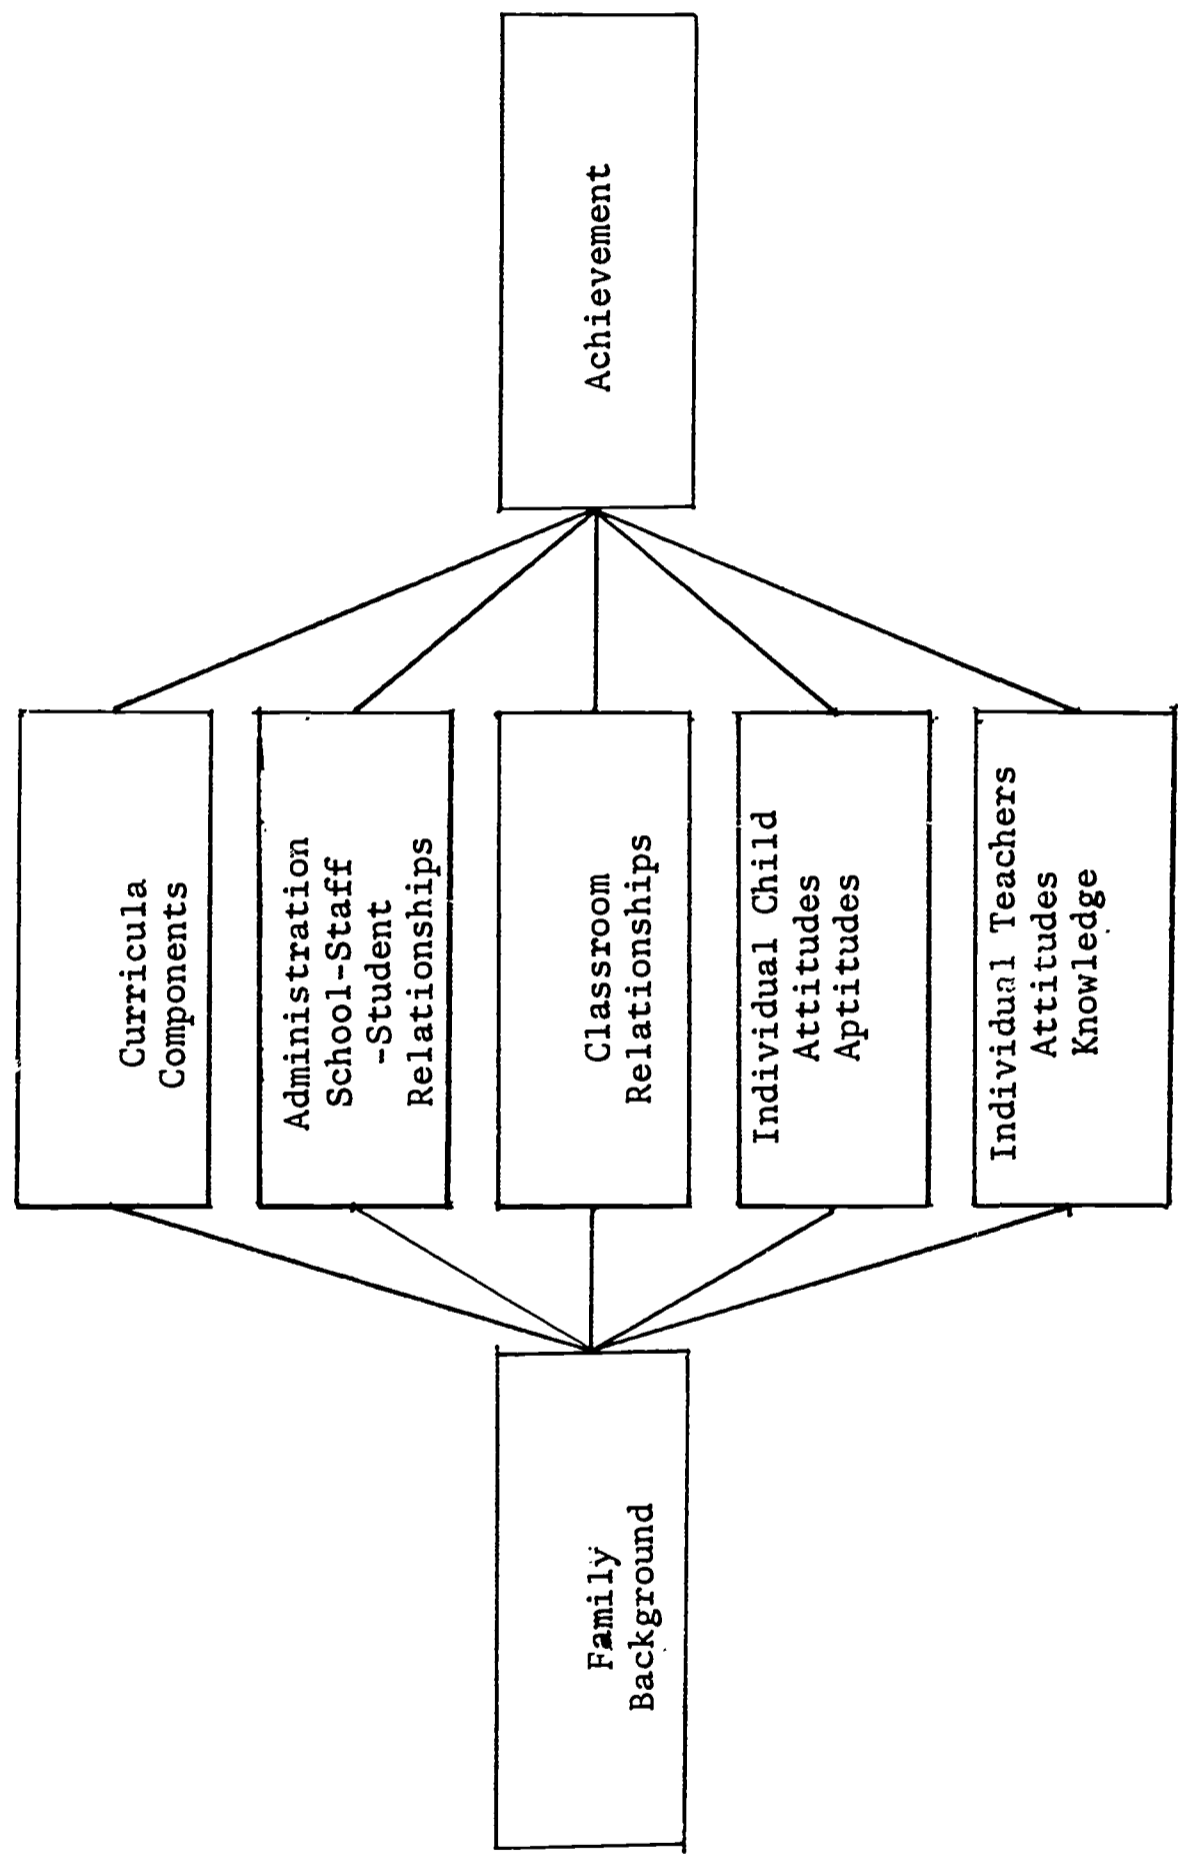 Curricula
Components
Administration
School-Staff
-Student
Relationships
Family
Background
Classroom
Relationships
Achievement
Individual Child
Attitudes
Aptitudes
Individual Teachers
Attitudes
Knowledge